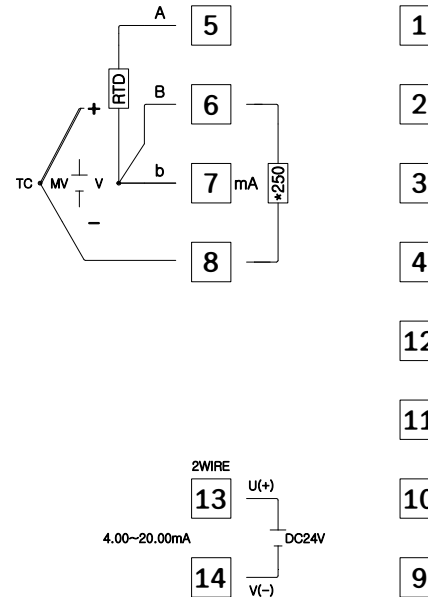 A 5 1
RTD
+ B 6 2
TC MV V b 7 mA *250 3
−
8 4
12
11
2WIRE
13 U(+) 10
4.00~20.00mA DC24V
14 V(−) 9